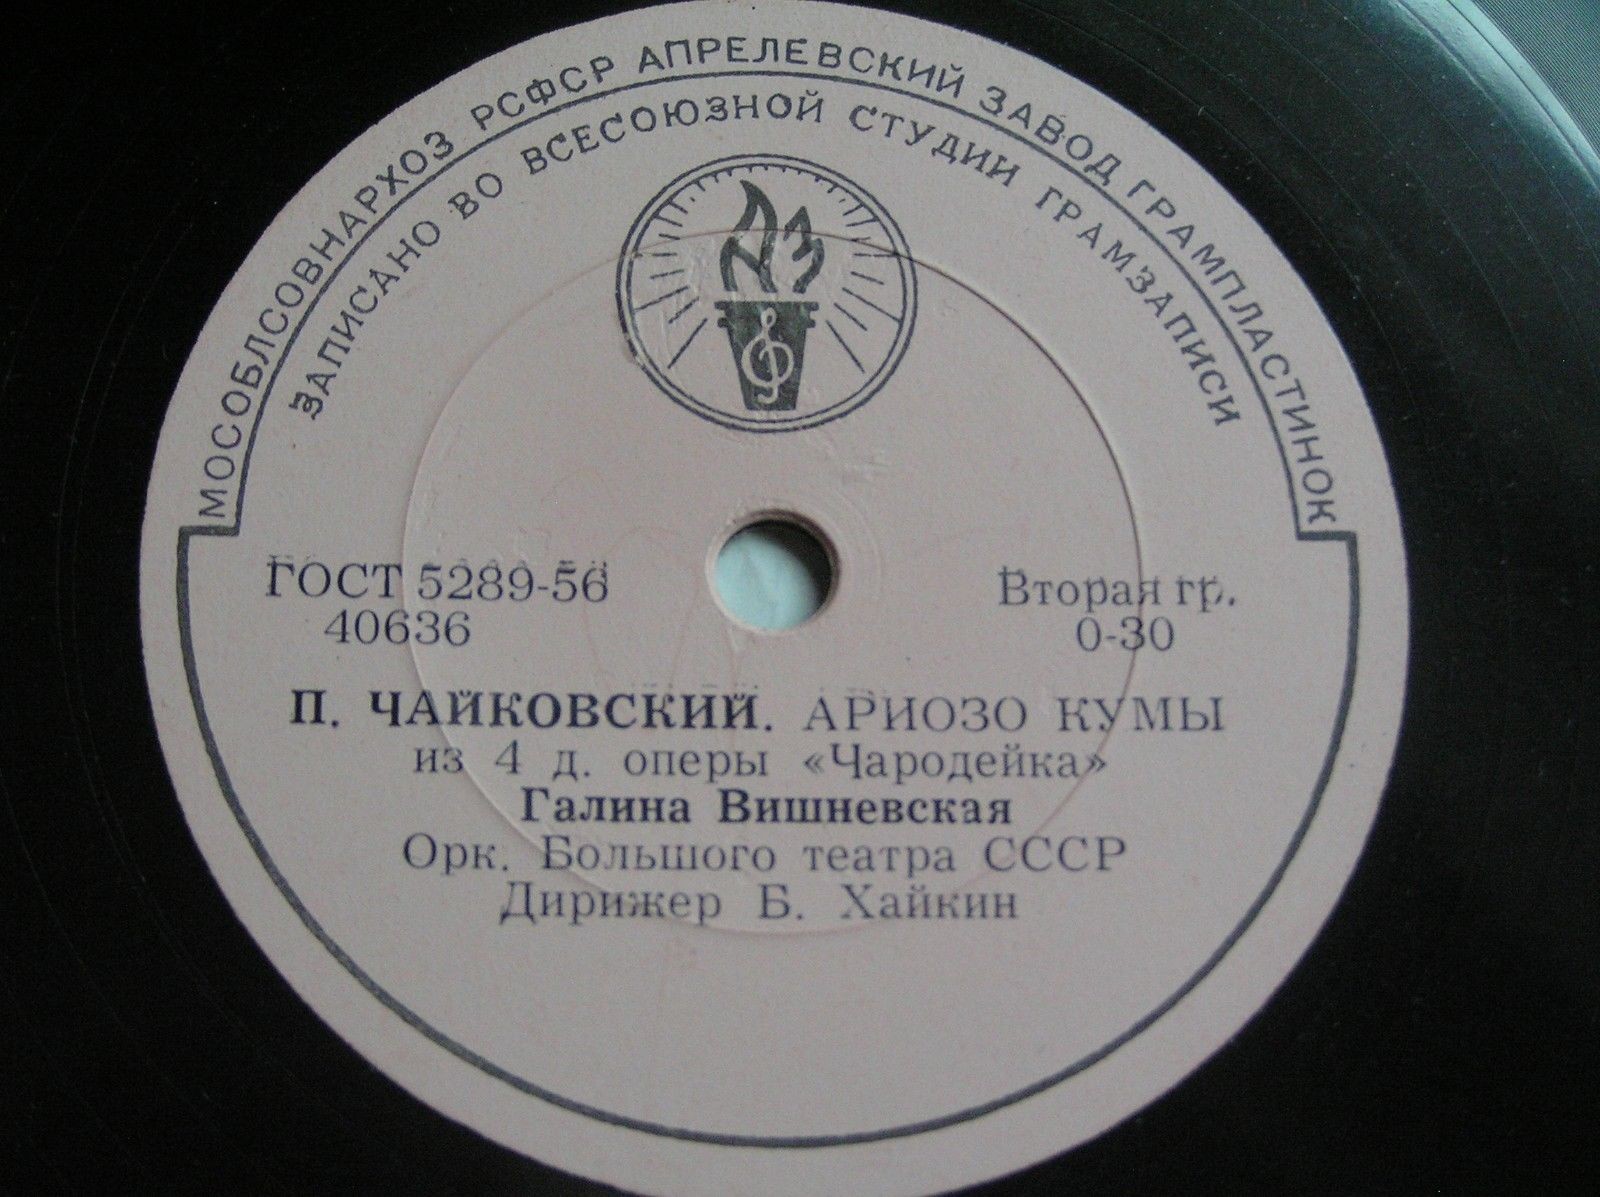 МОСОБЛСОВНАРХОЗ РСФСР АПРЕЛЕВСКИЙ ЗАВОД ГРАМПЛАСТИНОК
ЗАПИСАНО ВО ВСЕСОЮЗНОЙ СТУДИИ ГРАМЗАПИСИ
АЗ
ГОСТ 5289-56
40636
Вторая гр.
0-30
П. ЧАЙКОВСКИЙ. АРИОЗО КУМЫ
из 4 д. оперы «Чародейка»
Галина Вишневская
Орк. Большого театра СССР
Дирижер Б. Хайкин